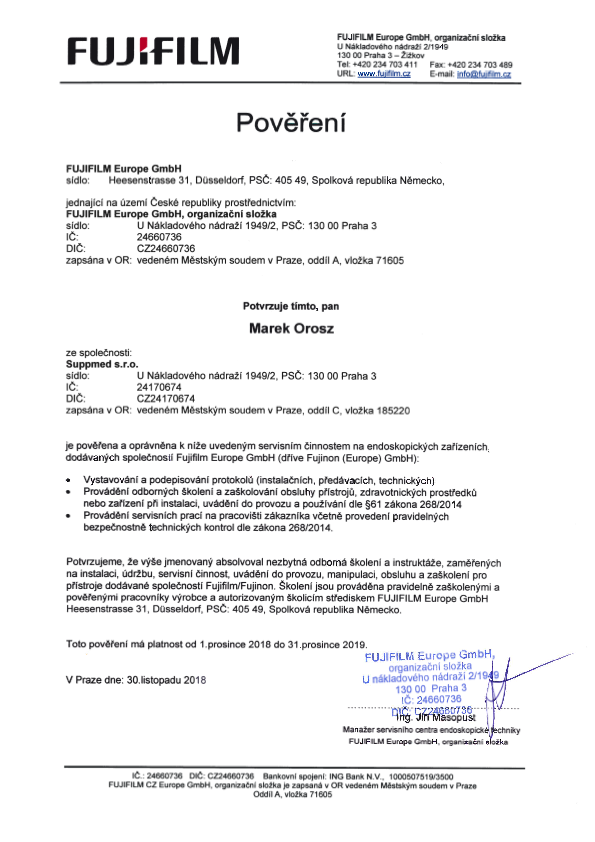 FUJIFILM
FUJIFILM Europe GmbH, organizační složka
U Nákladového nádraží 2/1949
130 00 Praha 3 – Žižkov
Tel: +420 234 703 411 Fax: +420 234 703 489
URL: www.fujifilm.cz E-mail: info@fujifilm.cz
Pověření
FUJIFILM Europe GmbH
sídlo: Heesenstrasse 31, Düsseldorf, PSČ: 405 49, Spolková republika Německo,
jednající na území České republiky prostřednictvím:
FUJIFILM Europe GmbH, organizační složka
sídlo: U Nákladového nádraží 1949/2, PSČ: 130 00 Praha 3
IČ: 24660736
DIČ: CZ24660736
zapsána v OR: vedeném Městským soudem v Praze, oddíl A, vložka 71605
Potvrzuje tímto, pan
Marek Orosz
ze společnosti:
Suppmed s.r.o.
sídlo: U Nákladového nádraží 1949/2, PSČ: 130 00 Praha 3
IČ: 24170674
DIČ: CZ24170674
zapsána v OR: vedeném Městským soudem v Praze, oddíl C, vložka 185220
je pověřena a oprávněna k níže uvedeným servisním činnostem na endoskopických zařízeních,
dodávaných společností Fujifilm Europe GmbH (dříve Fujinon (Europe) GmbH):
• Vystavování a podepisování protokolů (instalačních, předávacích, technických)
• Provádění odborných školení a zaškolování obsluhy přístrojů, zdravotnických prostředků
nebo zařízení při instalaci, uvádění do provozu a používání dle §61 zákona 268/2014
• Provádění servisních prací na pracovišti zákazníka včetně provedení pravidelných
bezpečnostně technických kontrol dle zákona 268/2014.
Potvrzujeme, že výše jmenovaný absolvoval nezbytná odborná školení a instruktáže, zaměřených
na instalaci, údržbu, servisní činnost, uvádění do provozu, manipulaci, obsluhu a zaškolení pro
přístroje dodávané společností Fujifilm/Fujinon. Školení jsou prováděna pravidelně zaškolenými a
pověřenými pracovníky výrobce a autorizovaným školicím střediskem FUJIFILM Europe GmbH
Heesenstrasse 31, Düsseldorf, PSČ: 405 49, Spolková republika Německo.
Toto pověření má platnost od 1.prosince 2018 do 31.prosince 2019.
FUJIFILM Europe GmbH,
organizační složka
U nákladového nádraží 2/1949
130 00 Praha 3
IČ: 24660736
DIČ: CZ24660736
V Praze dne: 30.listopadu 2018
Ing. Jiří Masopust
Manažer servisního centra endoskopické techniky
FUJIFILM Europe GmbH, organizační složka
IČ.: 24660736 DIČ: CZ24660736 Bankovní spojení: ING Bank N.V., 1000507519/3500
FUJIFILM CZ Europe GmbH, organizační složka je zapsaná v OR vedeném Městským soudem v Praze
Oddíl A, vložka 71605